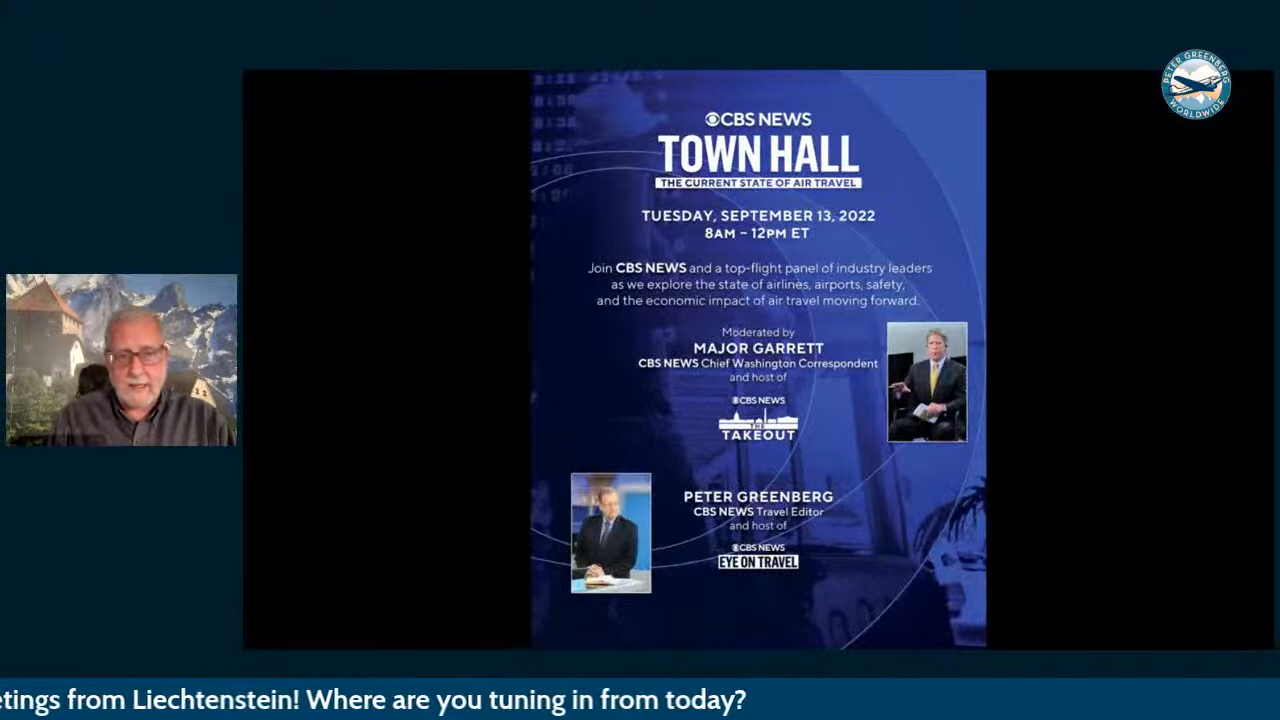 PETER GREENBERG
WORLDWIDE
CBS NEWS
TOWN HALL
THE CURRENT STATE OF AIR TRAVEL
TUESDAY, SEPTEMBER 13, 2022
8AM – 12PM ET
Join CBS NEWS and a top-flight panel of industry leaders
as we explore the state of airlines, airports, safety,
and the economic impact of air travel moving forward.
Moderated by
MAJOR GARRETT
CBS NEWS Chief Washington Correspondent
and host of
CBS NEWS
THE
TAKEOUT
PETER GREENBERG
CBS NEWS Travel Editor
and host of
CBS NEWS
EYE ON TRAVEL
etings from Liechtenstein! Where are you tuning in from today?